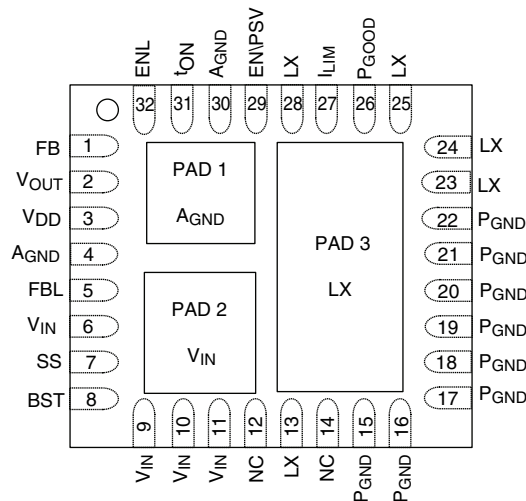 ENL
tON
AGND
EN\PSV
LX
ILIM
PGOOD
LX
32
31
30
29
28
27
26
25
FB 1
VOUT 2
VDD 3
AGND 4
FBL 5
VIN 6
SS 7
BST 8
PAD 1
AGND
PAD 2
VIN
PAD 3
LX
24 LX
23 LX
22 PGND
21 PGND
20 PGND
19 PGND
18 PGND
17 PGND
9
10
11
12
13
14
15
16
VIN
VIN
VIN
NC
LX
NC
PGND
PGND